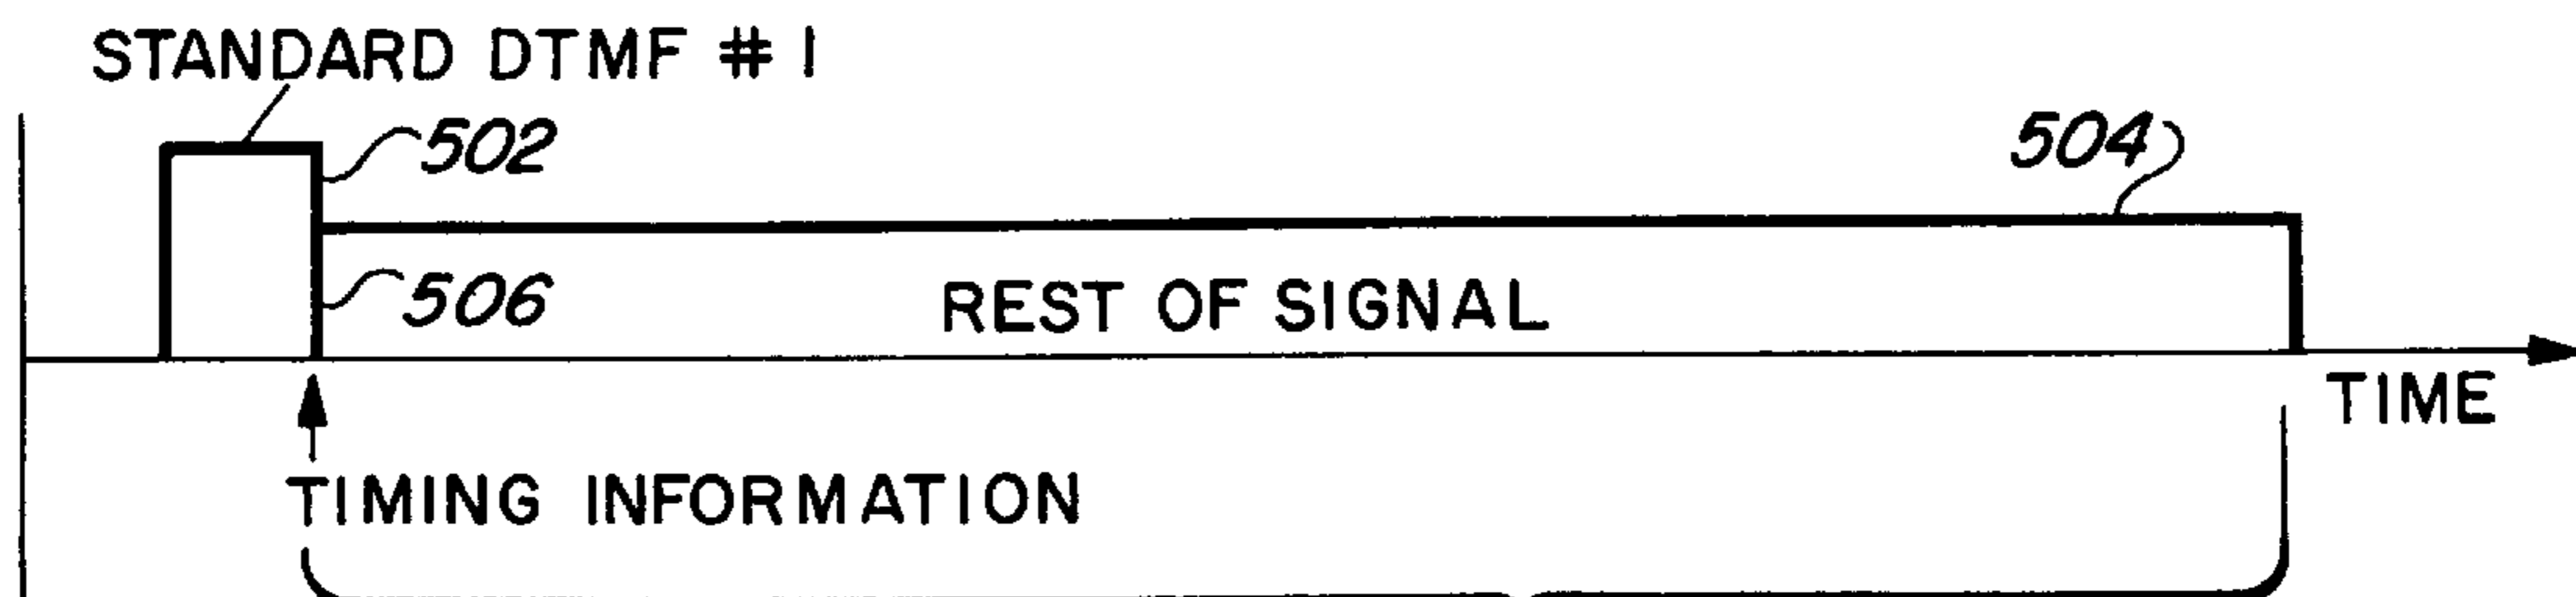 STANDARD DTMF # 1
502
504
506
REST OF SIGNAL
TIME
TIMING INFORMATION